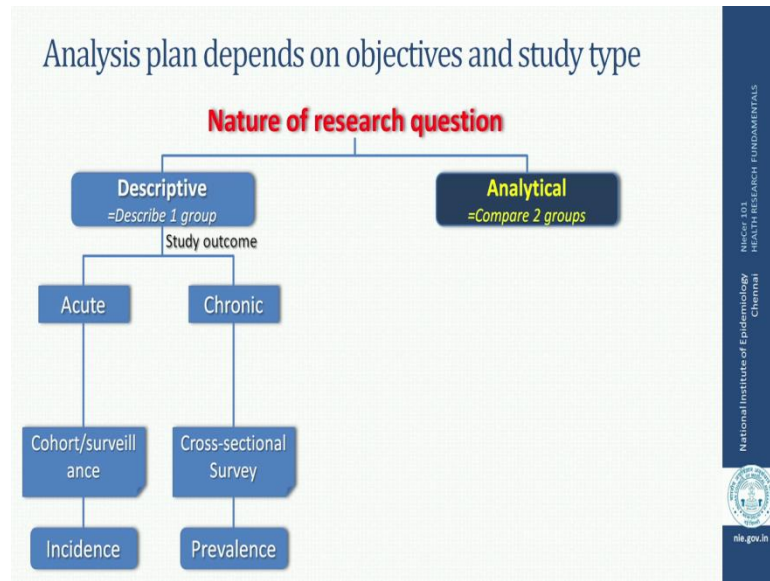 Analysis plan depends on objectives and study type
Nature of research question
Descriptive
=Describe 1 group
Analytical
=Compare 2 groups
Study outcome
Acute
Chronic
Cohort/surveill
ance
Cross-sectional
Survey
Incidence
Prevalence
NIeCer 101
HEALTH RESEARCH FUNDAMENTALS
National Institute of Epidemiology
Chennai
nie.gov.in